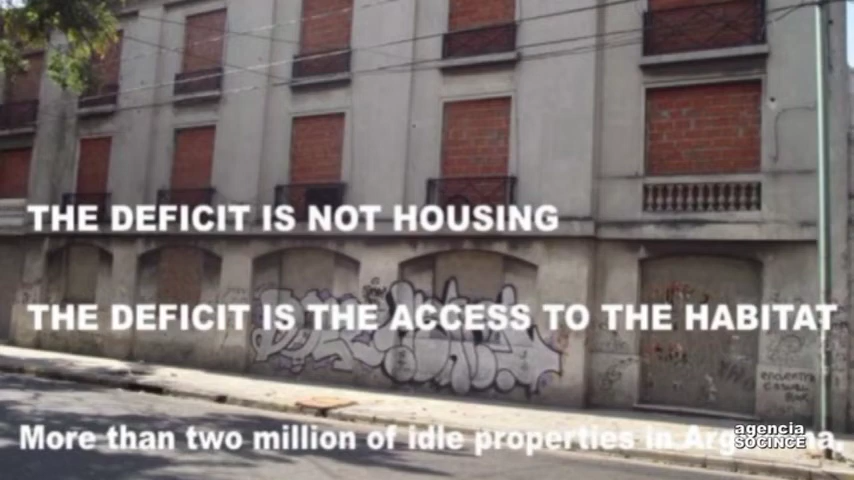 THE DEFICIT IS NOT HOUSING
THE DEFICIT IS THE ACCESS TO THE HABITAT
More than two million of idle properties in
agencia
SOCINCE
encuentro